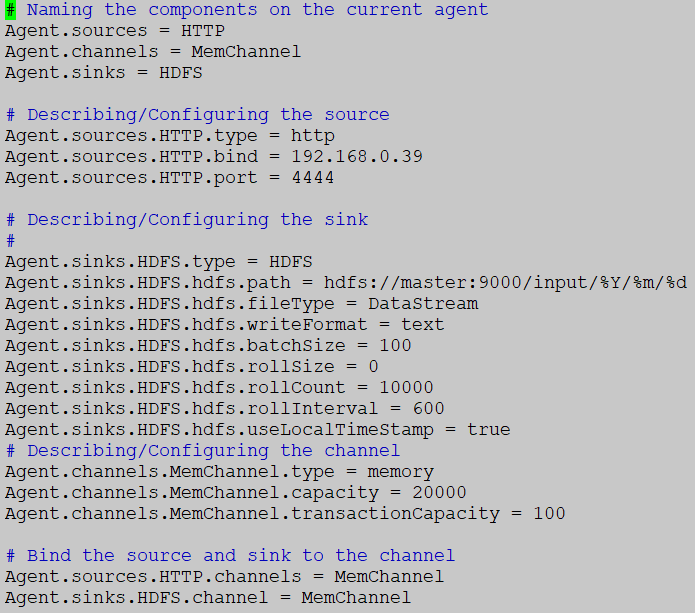 # Naming the components on the current agent
Agent.sources = HTTP
Agent.channels = MemChannel
Agent.sinks = HDFS
# Describing/Configuring the source
Agent.sources.HTTP.type = http
Agent.sources.HTTP.bind = 192.168.0.39
Agent.sources.HTTP.port = 4444
# Describing/Configuring the sink
#
Agent.sinks.HDFS.type = HDFS
Agent.sinks.HDFS.hdfs.path = hdfs://master:9000/input/%Y/%m/%d
Agent.sinks.HDFS.hdfs.fileType = DataStream
Agent.sinks.HDFS.hdfs.writeFormat = text
Agent.sinks.HDFS.hdfs.batchSize = 100
Agent.sinks.HDFS.hdfs.rollSize = 0
Agent.sinks.HDFS.hdfs.rollCount = 10000
Agent.sinks.HDFS.hdfs.rollInterval = 600
Agent.sinks.HDFS.hdfs.useLocalTimeStamp = true
# Describing/Configuring the channel
Agent.channels.MemChannel.type = memory
Agent.channels.MemChannel.capacity = 20000
Agent.channels.MemChannel.transactionCapacity = 100
# Bind the source and sink to the channel
Agent.sources.HTTP.channels = MemChannel
Agent.sinks.HDFS.channel = MemChannel